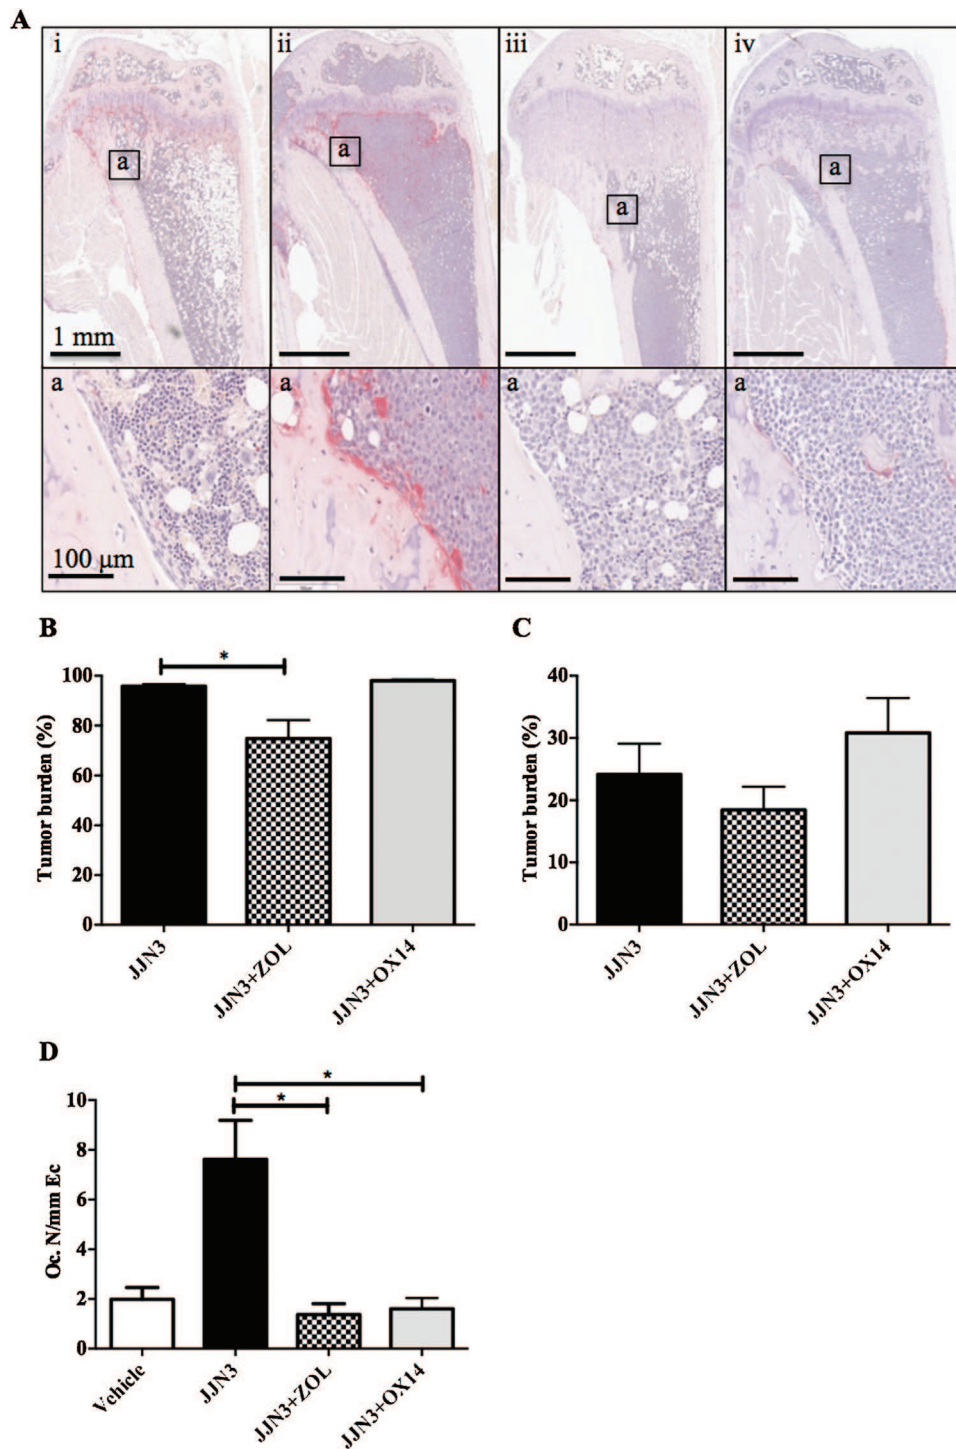 A
i ii iii iv
a a a a
1 mm
a a a a
100 μm
B
*
Tumor burden (%)
100
80
60
40
20
0
JJN3 JJN3+ZOL JJN3+OX14
C
Tumor burden (%)
40
30
20
10
0
JJN3 JJN3+ZOL JJN3+OX14
D
*
*
Oc. N/mm Ec
10
8
6
4
2
0
Vehicle JJN3 JJN3+ZOL JJN3+OX14